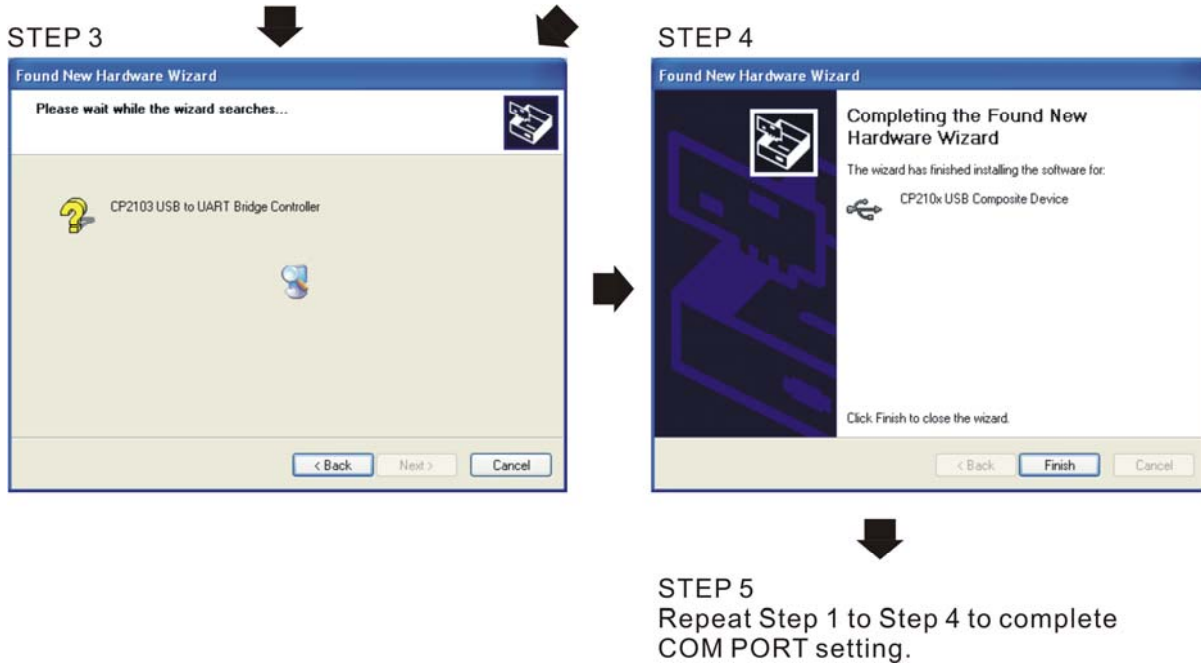 STEP 3
Found New Hardware Wizard
Please wait while the wizard searches...
CP2103 USB to UART Bridge Controller
< Back
Next >
Cancel
STEP 4
Found New Hardware Wizard
Completing the Found New
Hardware Wizard
The wizard has finished installing the software for:
CP210x USB Composite Device
Click Finish to close the wizard.
< Back
Finish
Cancel
STEP 5
Repeat Step 1 to Step 4 to complete
COM PORT setting.